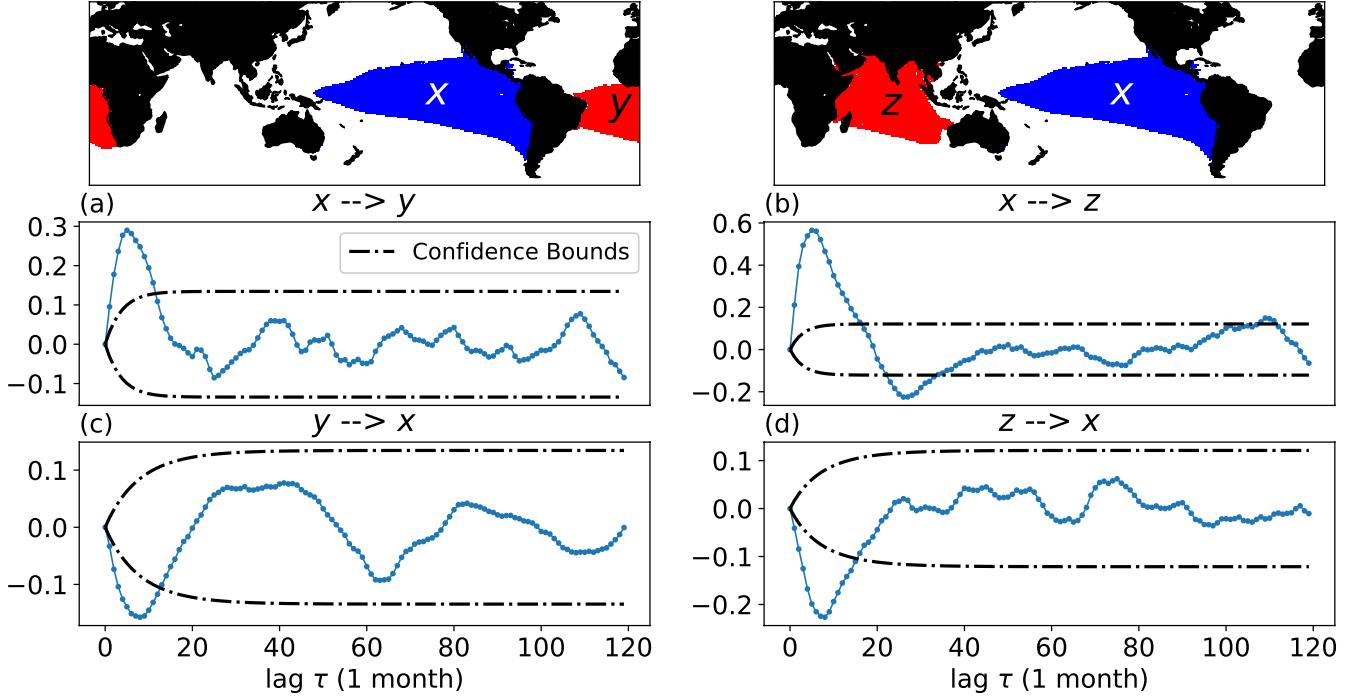 x y
z x
(a) x --> y
(b) x --> z
0.3
0.2
0.1
0.0
−0.1
Confidence Bounds
0.6
0.4
0.2
0.0
−0.2
(c) y --> x
(d) z --> x
0.1
0.0
−0.1
0.1
0.0
−0.1
−0.2
0 20 40 60 80 100 120
0 20 40 60 80 100 120
lag τ (1 month)
lag τ (1 month)